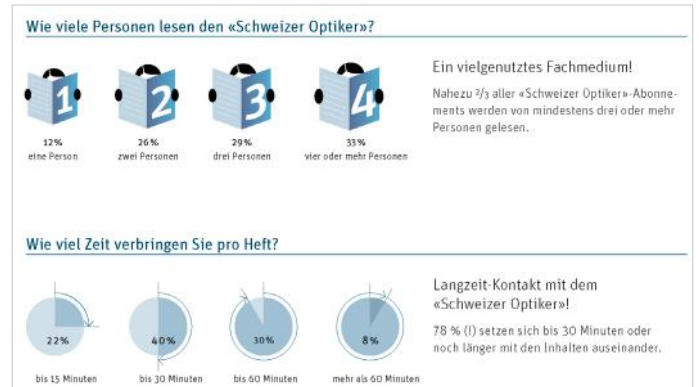 Wie viele Personen lesen den «Schweizer Optiker»?
1 2 3 4
12% 26% 29% 33%
eine Person zwei Personen drei Personen vier oder mehr Personen
Ein vielgenutztes Fachmedium!
Nahezu 2/3 aller «Schweizer Optiker»-Abonne-
ments werden von mindestens drei oder mehr
Personen gelesen.
Wie viel Zeit verbringen Sie pro Heft?
22% 40% 30% 8%
bis 15 Minuten bis 30 Minuten bis 60 Minuten mehr als 60 Minuten
Langzeit-Kontakt mit dem
«Schweizer Optiker»!
78 % (!) setzen sich bis 30 Minuten oder
noch länger mit den Inhalten auseinander.